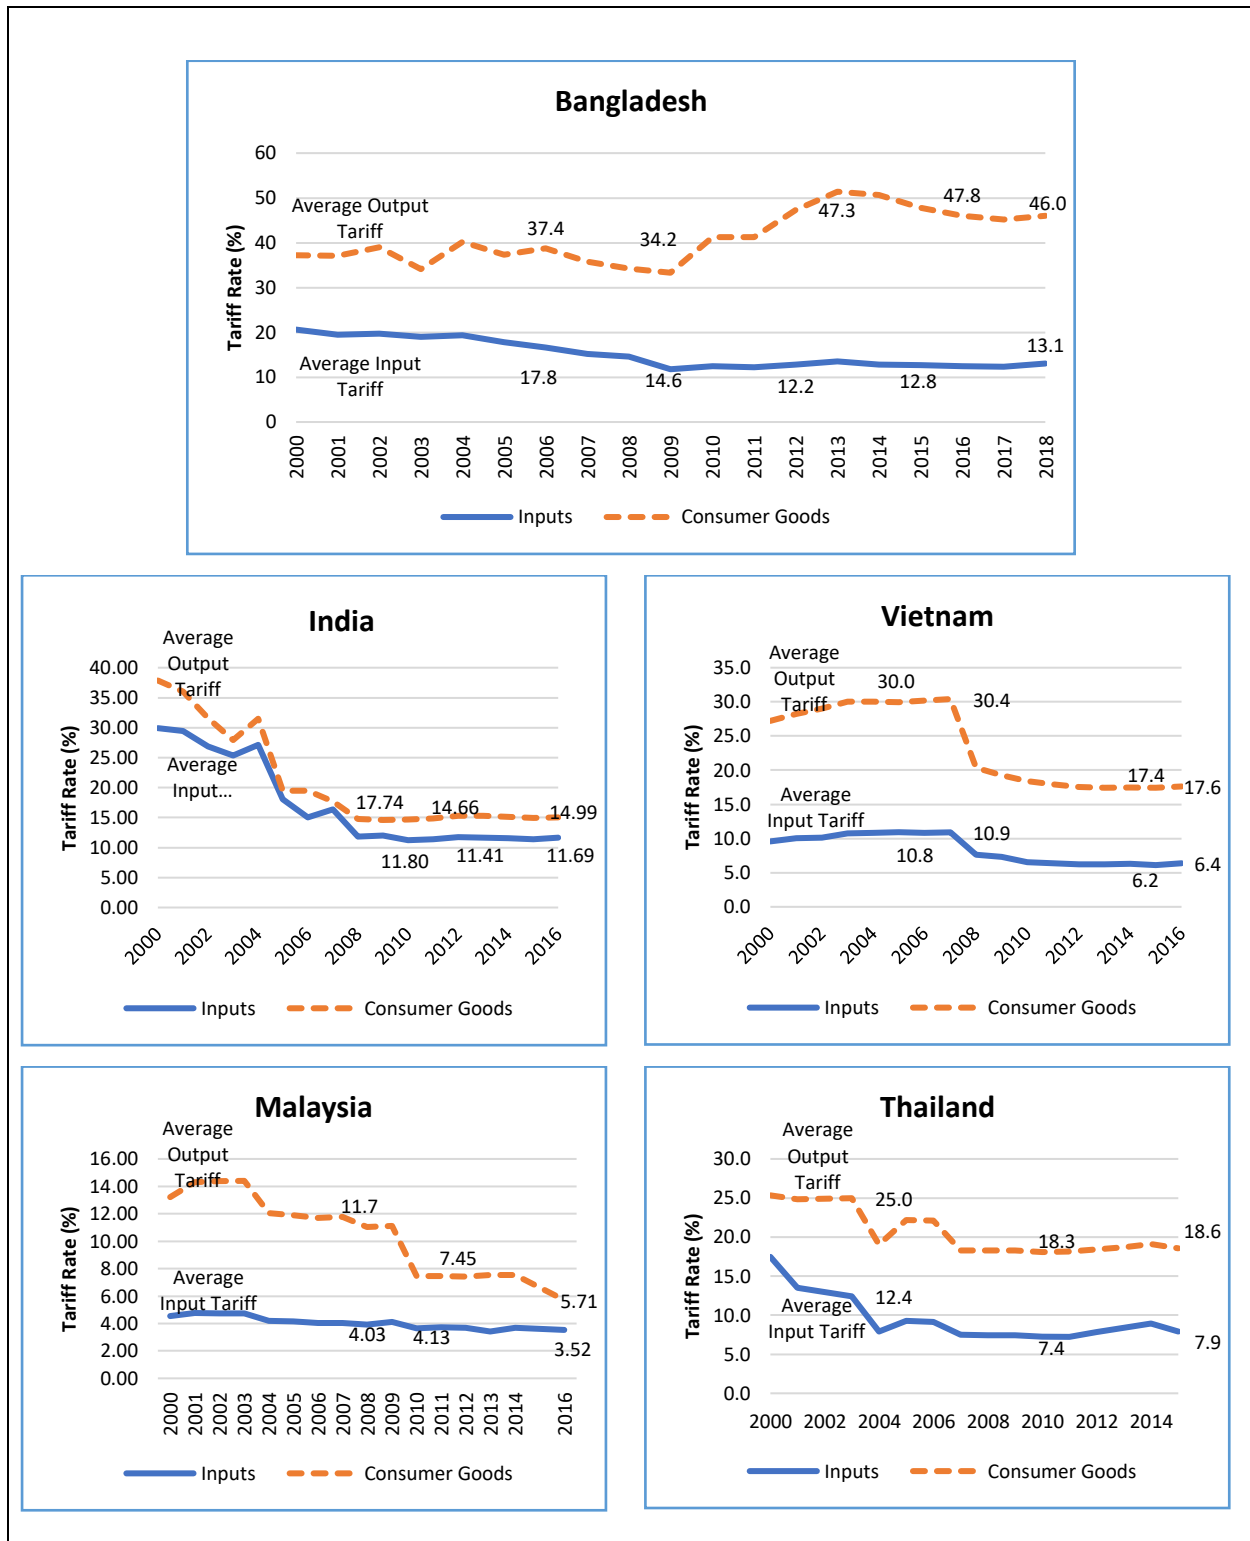 Bangladesh
Tariff Rate (%)
60
50
40
30
20
10
0
Average Output
Tariff
Average Input
Tariff
37.4
34.2
47.3
47.8
46.0
17.8
14.6
12.2
12.8
13.1
2000 2001 2002 2003 2004 2005 2006 2007 2008 2009 2010 2011 2012 2013 2014 2015 2016 2017 2018
Inputs Consumer Goods
India
Tariff Rate (%)
40.00
35.00
30.00
25.00
20.00
15.00
10.00
5.00
0.00
Average
Output
Tariff
Average
Input...
17.74 14.66 14.99
11.80 11.41 11.69
2000 2002 2004 2006 2008 2010 2012 2014 2016
Inputs Consumer Goods
Vietnam
Tariff Rate (%)
35.0
30.0
25.0
20.0
15.0
10.0
5.0
0.0
Average
Output
Tariff
Average
Input Tariff
30.0
30.4
17.4
17.6
10.8
10.9
6.2
6.4
2000 2002 2004 2006 2008 2010 2012 2014 2016
Inputs Consumer Goods
Malaysia
Tariff Rate (%)
16.00
14.00
12.00
10.00
8.00
6.00
4.00
2.00
0.00
Average
Output
Tariff
Average
Input Tariff
11.7
7.45
5.71
4.03
4.13
3.52
2000 2001 2002 2003 2004 2005 2006 2007 2008 2009 2010 2011 2012 2013 2014 2016
Inputs Consumer Goods
Thailand
Tariff Rate (%)
30.0
25.0
20.0
15.0
10.0
5.0
0.0
Average
Output
Tariff
Average
Input Tariff
25.0
18.3
18.6
12.4
7.4
7.9
2000 2002 2004 2006 2008 2010 2012 2014
Inputs Consumer Goods